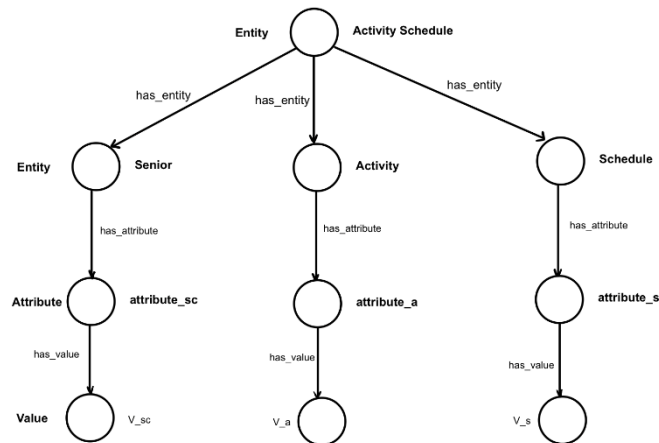 Entity Activity Schedule
has_entity has_entity has_entity
Entity Senior Activity Schedule
has_attribute has_attribute has_attribute
Attribute attribute_sc attribute_a attribute_s
has_value has_value has_value
Value V_sc V_a V_s